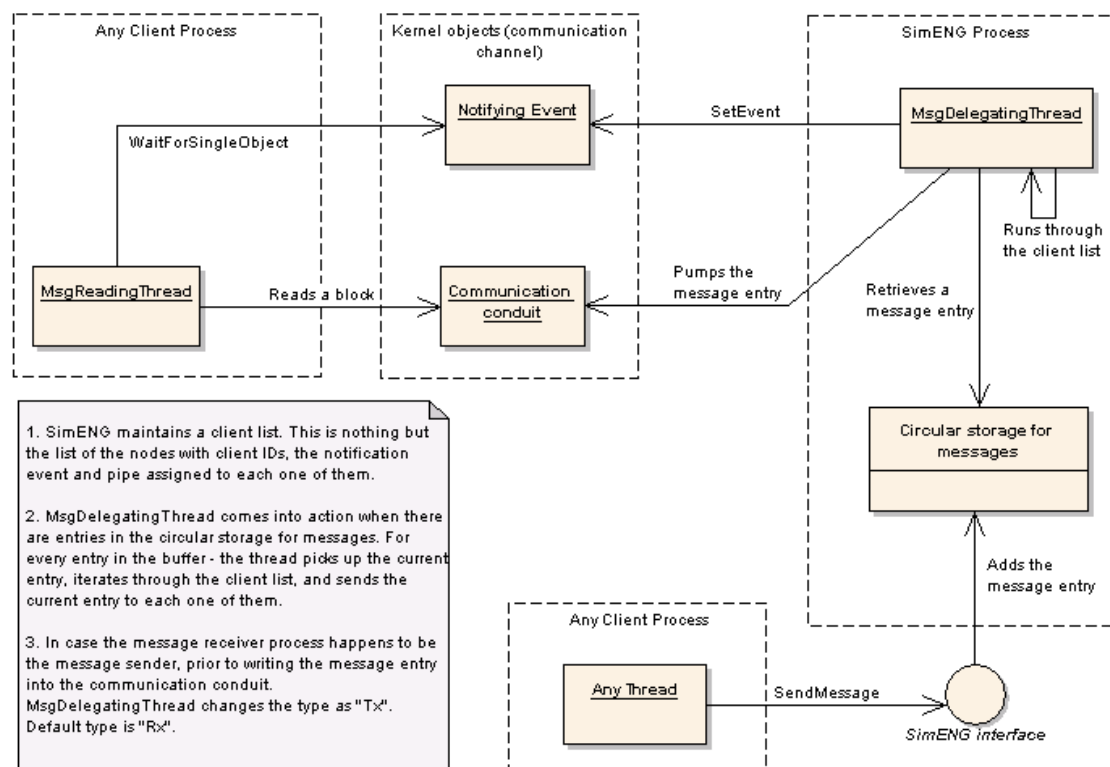 Any Client Process
Kernel objects (communication
channel)
SimENG Process
Notifying Event
SetEvent
MsgDelegatingThread
WaitForSingleObject
Runs through
the client list
MsgReadingThread
Reads a block
Communication
conduit
Pumps the
message entry
Retrieves a
message entry
Circular storage for
messages
1. SimENG maintains a client list. This is nothing but
the list of the nodes with client IDs, the notification
event and pipe assigned to each one of them.
2. MsgDelegatingThread comes into action when there
are entries in the circular storage for messages. For
every entry in the buffer - the thread picks up the current
entry, iterates through the client list, and sends the
current entry to each one of them.
3. In case the message receiver process happens to be
the message sender, prior to writing the message entry
into the communication conduit.
MsgDelegatingThread changes the type as "Tx".
Default type is "Rx".
Adds the
message entry
Any Client Process
Any Thread
SendMessage
SimENG interface